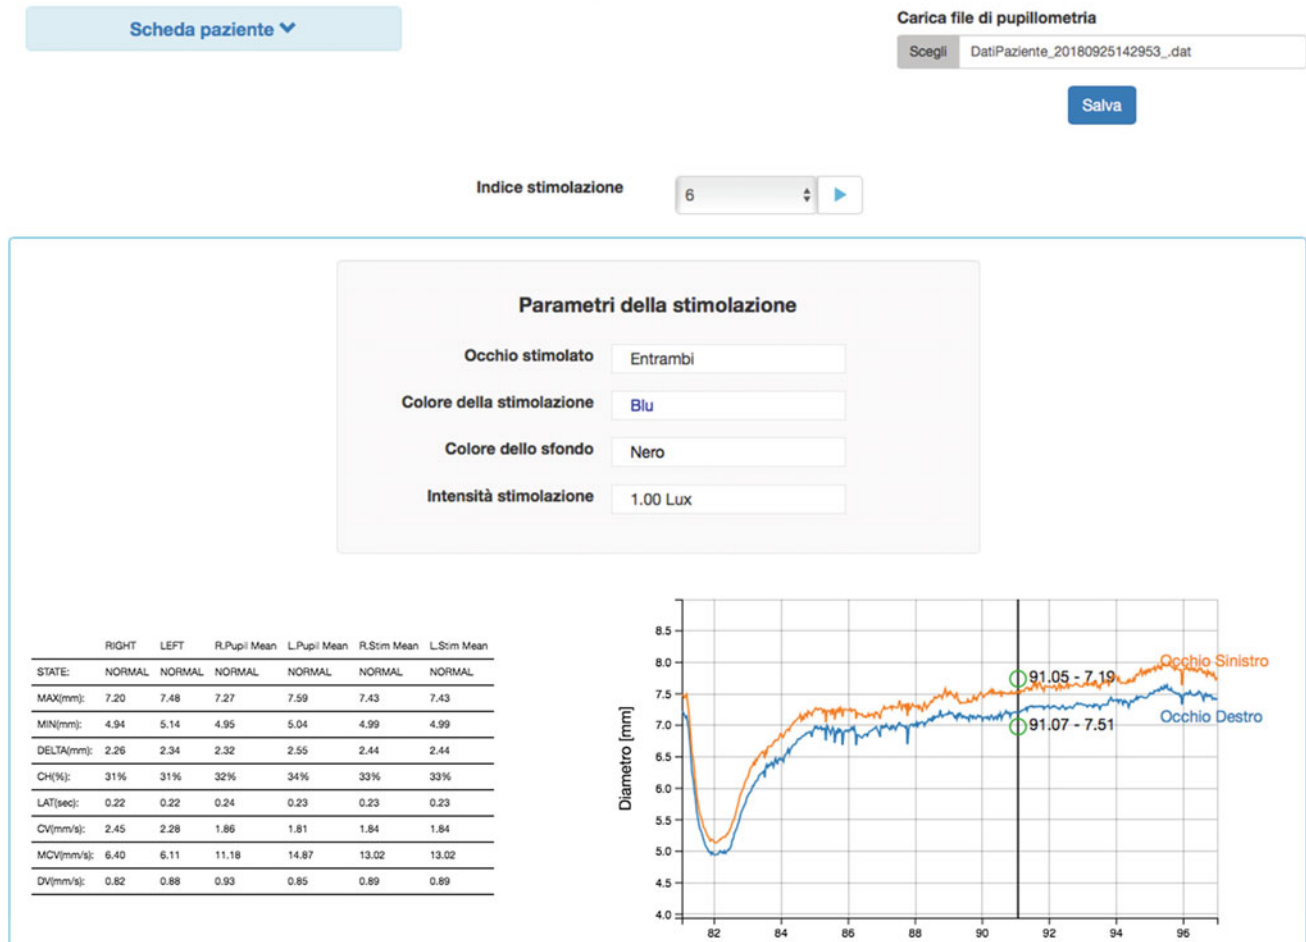 Scheda paziente
Carica file di pupillometria
Scegli DatiPaziente_20180925142953_.dat
Salva
Indice stimolazione 6
Parametri della stimolazione
Occhio stimolato Entrambi
Colore della stimolazione Blu
Colore dello sfondo Nero
Intensità stimolazione 1.00 Lux
RIGHT LEFT R.Pupil Mean L.Pupil Mean R.Stim Mean L.Stim Mean
STATE: NORMAL NORMAL NORMAL NORMAL NORMAL NORMAL
MAX(mm): 7.20 7.48 7.27 7.59 7.43 7.43
MIN(mm): 4.94 5.14 4.95 5.04 4.99 4.99
DELTA(mm): 2.26 2.34 2.32 2.55 2.44 2.44
CH(%): 31% 31% 32% 34% 33% 33%
LAT(sec): 0.22 0.22 0.24 0.23 0.23 0.23
CV(mm/s): 2.45 2.28 1.86 1.81 1.84 1.84
MCV(mm/s): 6.40 6.11 11.18 14.87 13.02 13.02
DV(mm/s): 0.82 0.88 0.93 0.85 0.89 0.89
Diametro [mm]
8.5
8.0
7.5
7.0
6.5
6.0
5.5
5.0
4.5
4.0
Occhio Sinistro
91.05 - 7.19
Occhio Destro
91.07 - 7.51
82 84 86 88 90 92 94 96